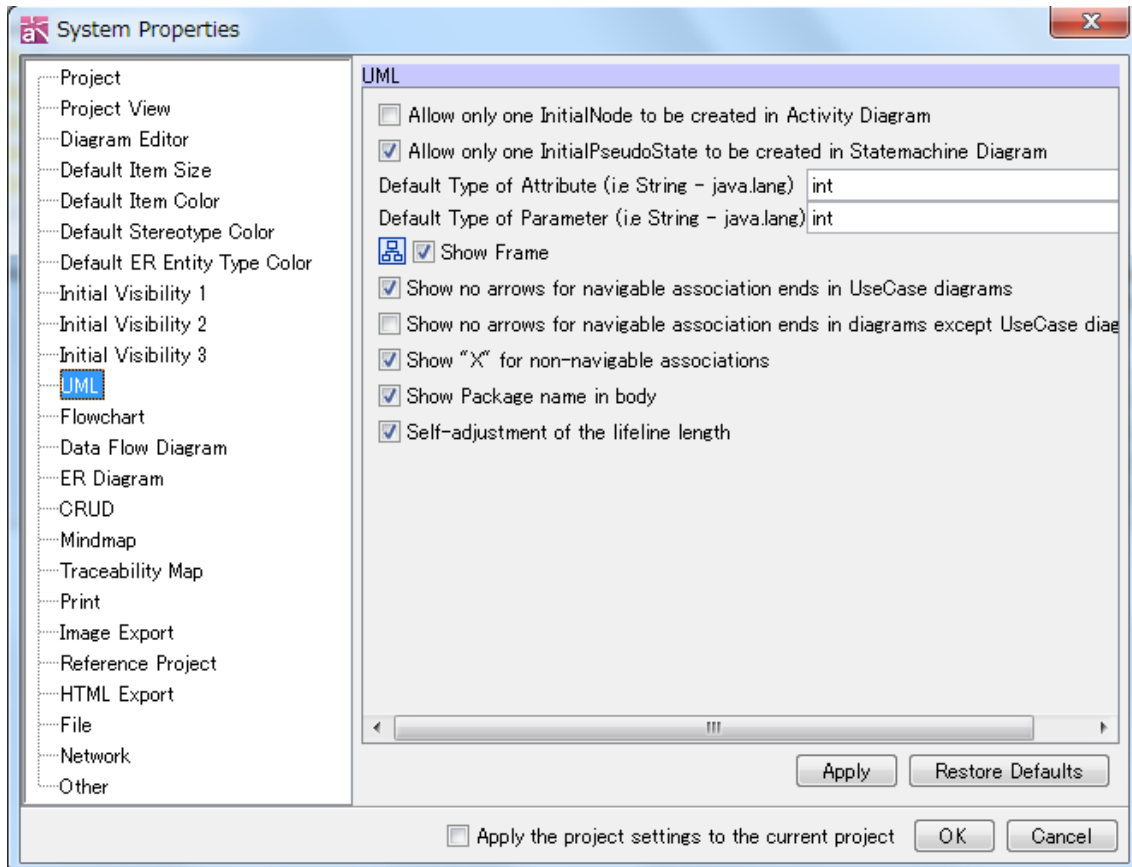 System Properties
Project
Project View
Diagram Editor
Default Item Size
Default Item Color
Default Stereotype Color
Default ER Entity Type Color
Initial Visibility 1
Initial Visibility 2
Initial Visibility 3
UML
Flowchart
Data Flow Diagram
ER Diagram
CRUD
Mindmap
Traceability Map
Print
Image Export
Reference Project
HTML Export
File
Network
Other
UML
Allow only one InitialNode to be created in Activity Diagram
Allow only one InitialPseudoState to be created in Statemachine Diagram
Default Type of Attribute (i.e String - java.lang) int
Default Type of Parameter (i.e String - java.lang) int
Show Frame
Show no arrows for navigable association ends in UseCase diagrams
Show no arrows for navigable association ends in diagrams except UseCase diag
Show "X" for non-navigable associations
Show Package name in body
Self-adjustment of the lifeline length
Apply Restore Defaults
Apply the project settings to the current project OK Cancel